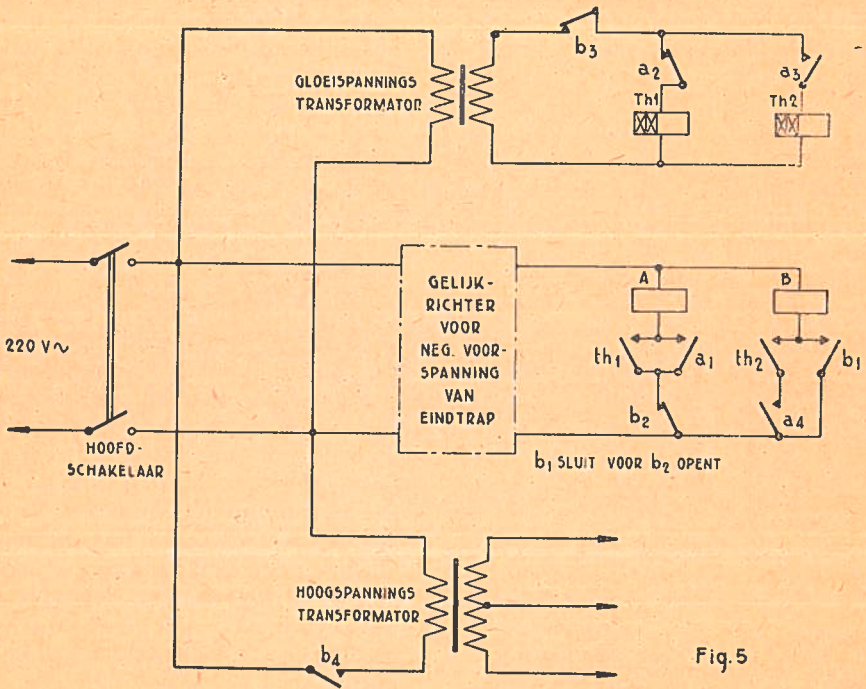 b3
a2
a3
GLOEISPANNINGS
TRANSFORMATOR
Th1
Th2
GELIJK-
RICHTER
VOOR
NEG. VOOR-
SPANNING
VAN
EINDTRAP
A
B
220 V~
th1
a1
th2
b1
b2
a4
HOOFD-
SCHAKELAAR
b1 SLUIT VOOR b2 OPENT
HOOGSPANNINGS
TRANSFORMATOR
b4
Fig.5